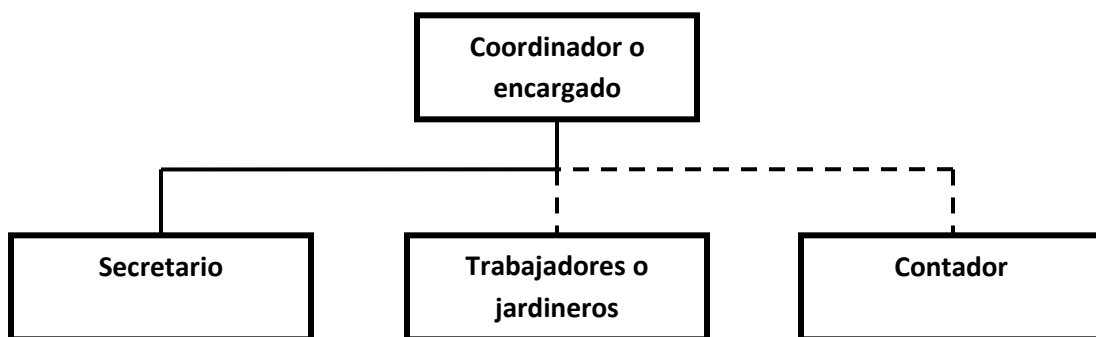 Coordinador o
encargado
Secretario
Trabajadores o
jardineros
Contador